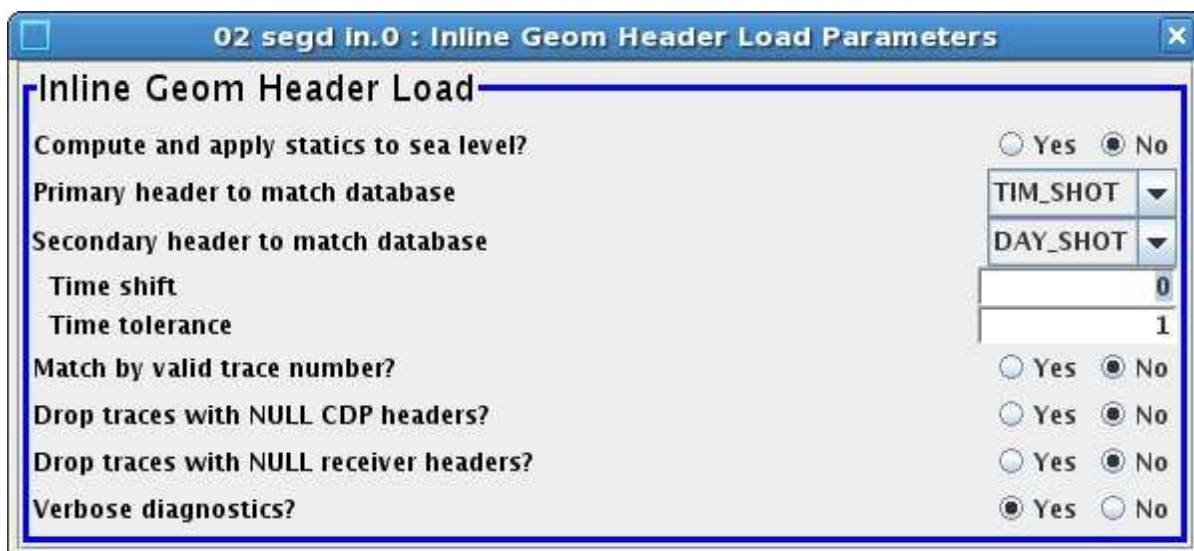 02 segd in.0 : Inline Geom Header Load Parameters
Inline Geom Header Load
Compute and apply statics to sea level? Yes No
Primary header to match database TIM_SHOT
Secondary header to match database DAY_SHOT
Time shift 0
Time tolerance 1
Match by valid trace number? Yes No
Drop traces with NULL CDP headers? Yes No
Drop traces with NULL receiver headers? Yes No
Verbose diagnostics? Yes No